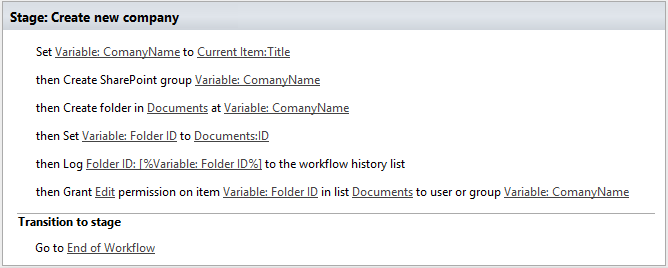 Stage: Create new company
Set Variable: ComanyName to Current Item:Title
then Create SharePoint group Variable: ComanyName
then Create folder in Documents at Variable: ComanyName
then Set Variable: Folder ID to Documents:ID
then Log Folder ID: [%Variable: Folder ID%] to the workflow history list
then Grant Edit permission on item Variable: Folder ID in list Documents to user or group Variable: ComanyName
Transition to stage
Go to End of Workflow